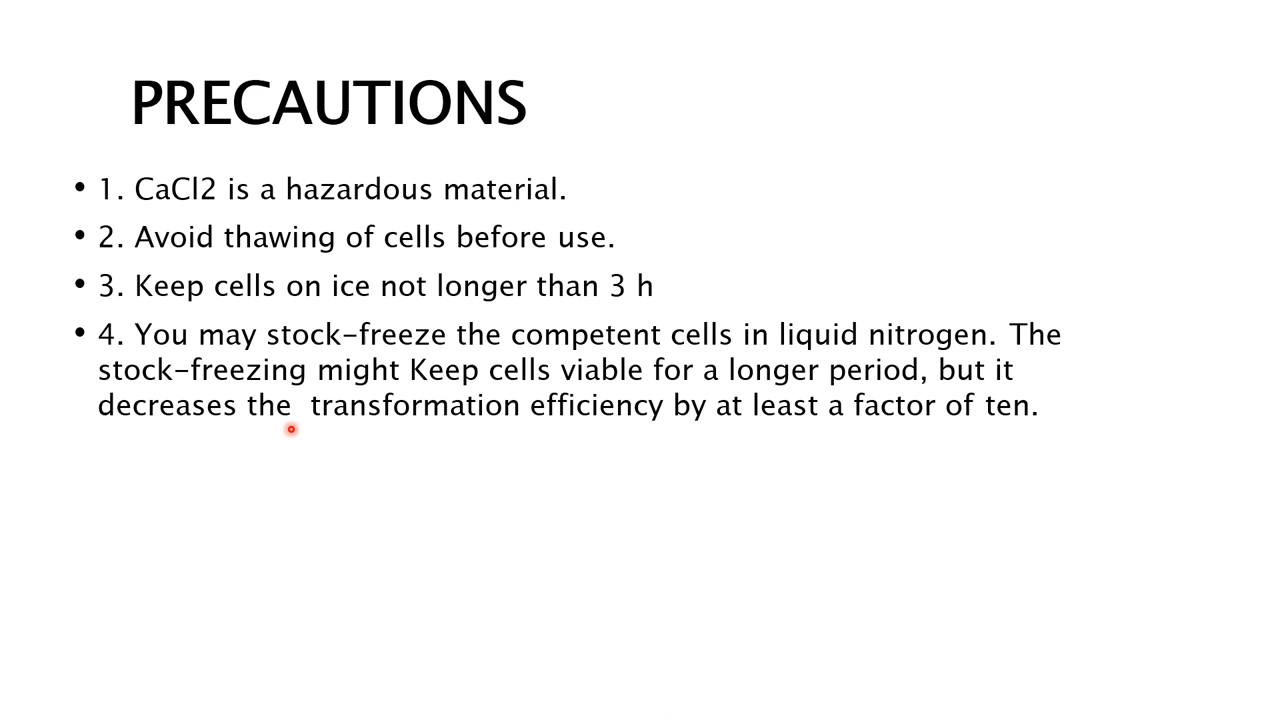 PRECAUTIONS
• 1. CaCl2 is a hazardous material.
• 2. Avoid thawing of cells before use.
• 3. Keep cells on ice not longer than 3 h
• 4. You may stock-freeze the competent cells in liquid nitrogen. The
stock-freezing might Keep cells viable for a longer period, but it
decreases the  transformation efficiency by at least a factor of ten.